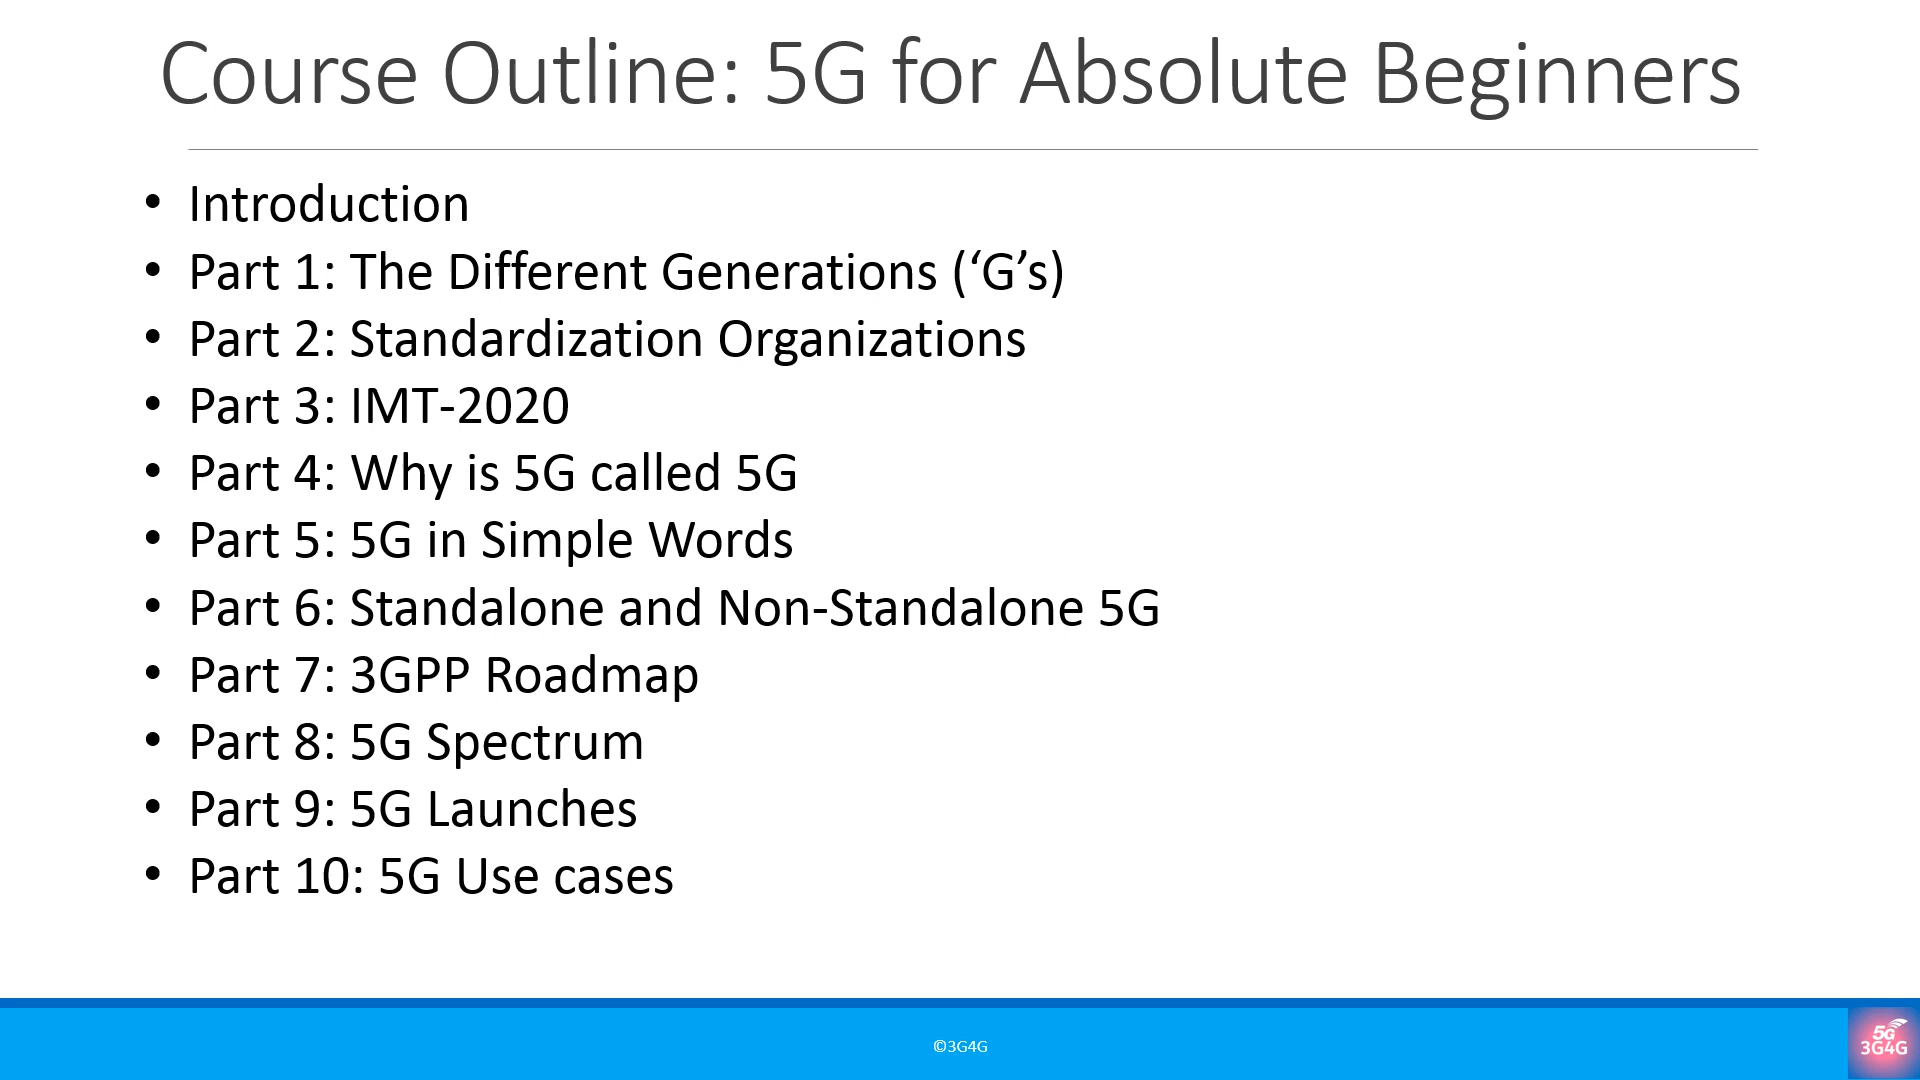 Course Outline: 5G for Absolute Beginners
• Introduction
• Part 1: The Different Generations (‘G’s)
• Part 2: Standardization Organizations
• Part 3: IMT-2020
• Part 4: Why is 5G called 5G
• Part 5: 5G in Simple Words
• Part 6: Standalone and Non-Standalone 5G
• Part 7: 3GPP Roadmap
• Part 8: 5G Spectrum
• Part 9: 5G Launches
• Part 10: 5G Use cases
©3G4G
5G
3G4G